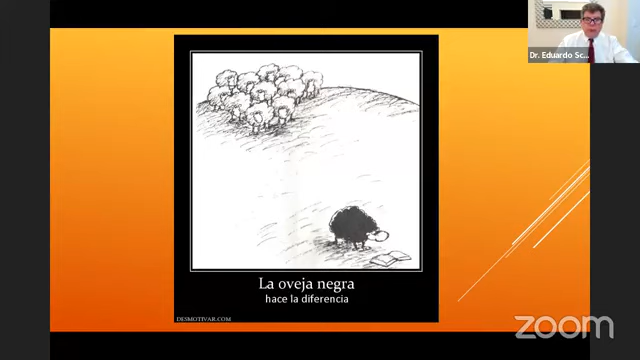 Dr. Eduardo Sc...
La oveja negra
hace la diferencia
DESMOTIVAR.COM
zoom